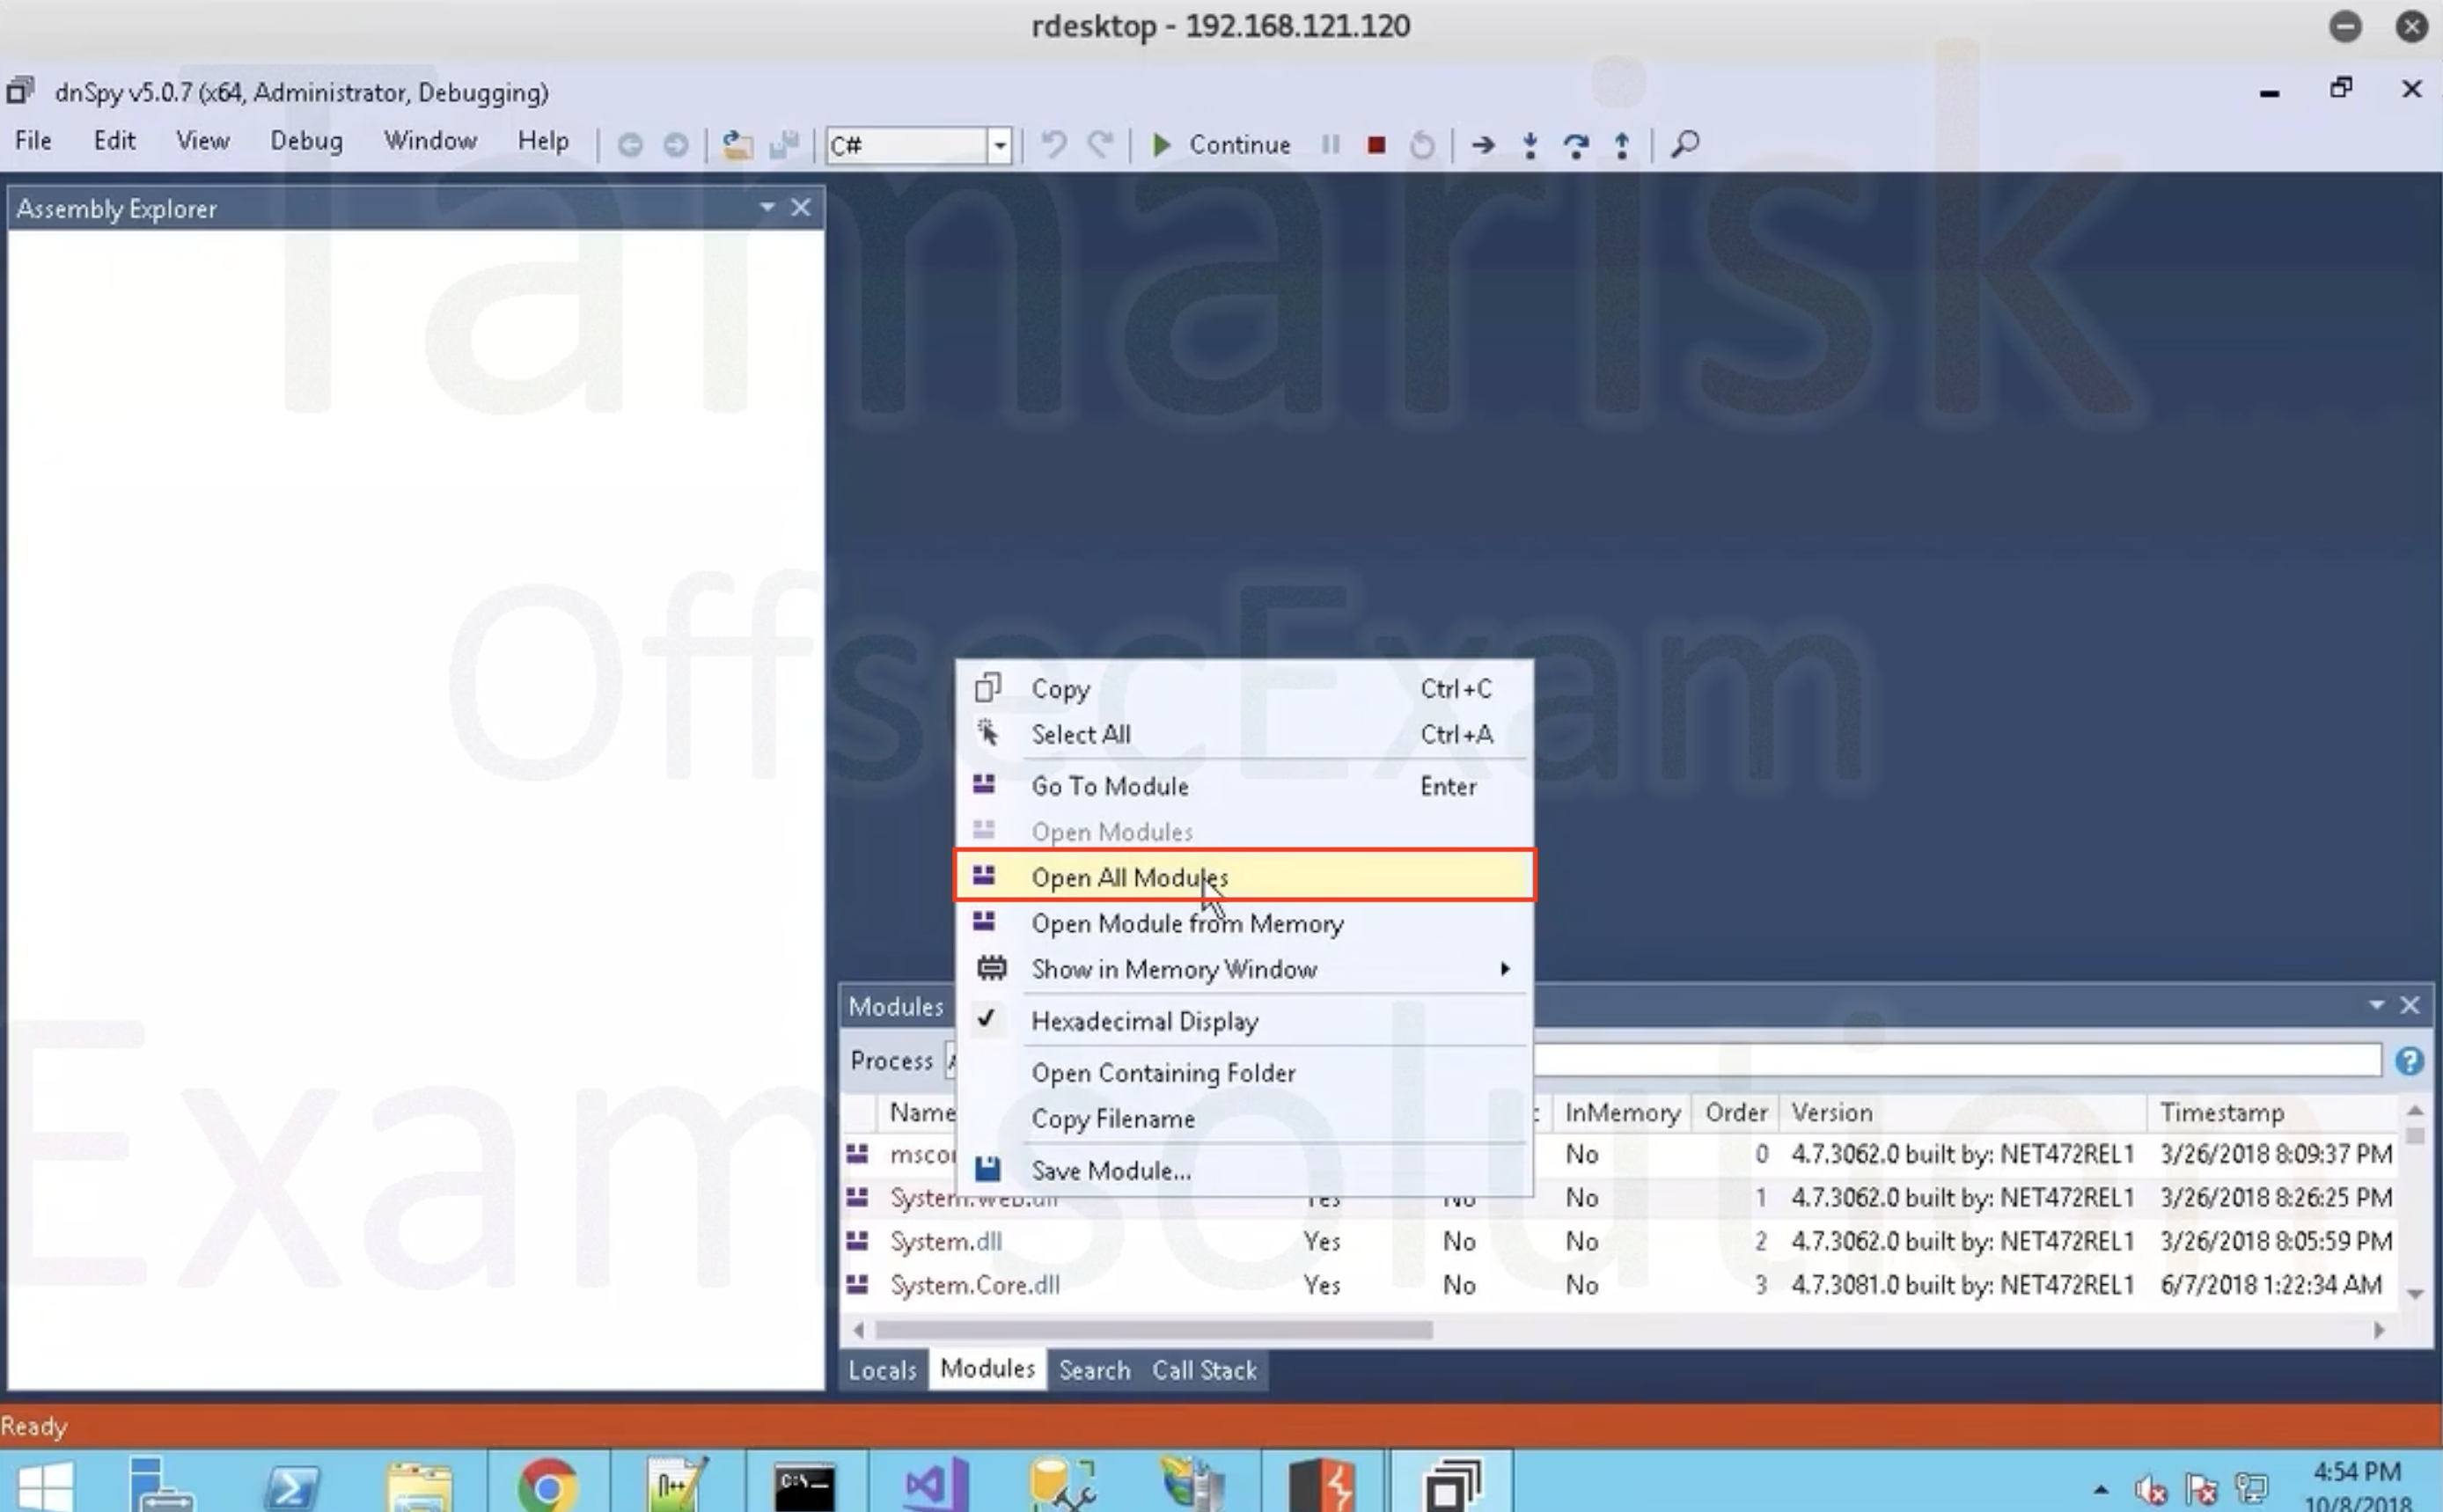 rdesktop - 192.168.121.120
dnSpy v5.0.7 (x64, Administrator, Debugging)
File Edit View Debug Window Help C# Continue
Assembly Explorer
Tamarisk
OffsecExam
Exam solution
Copy Ctrl+C
Select All Ctrl+A
Go To Module Enter
Open Modules
Open All Modules
Open Module from Memory
Show in Memory Window
Hexadecimal Display
Open Containing Folder
Copy Filename
Save Module...
Modules
Process
Name InMemory Order Version Timestamp
No 0 4.7.3062.0 built by: NET472REL1 3/26/2018 8:09:37 PM
System.Web.dll Yes No No 1 4.7.3062.0 built by: NET472REL1 3/26/2018 8:26:25 PM
System.dll Yes No No 2 4.7.3062.0 built by: NET472REL1 3/26/2018 8:05:59 PM
System.Core.dll Yes No No 3 4.7.3081.0 built by: NET472REL1 6/7/2018 1:22:34 AM
Locals Modules Search Call Stack
Ready
n++
C:\_
4:54 PM
10/8/2018